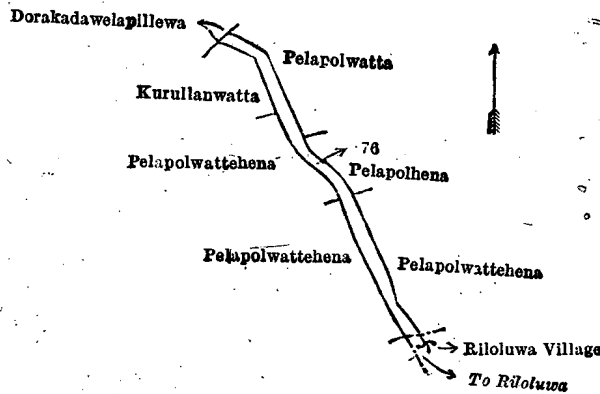 Dorakadawelapillewa
Pelapolwatta
Kurullanwatta
76
Pelapolwattehena
Pelapolhena
Pelapolwattehena
Pelapolwattehena
Riloluwa Village
To Riloluwa